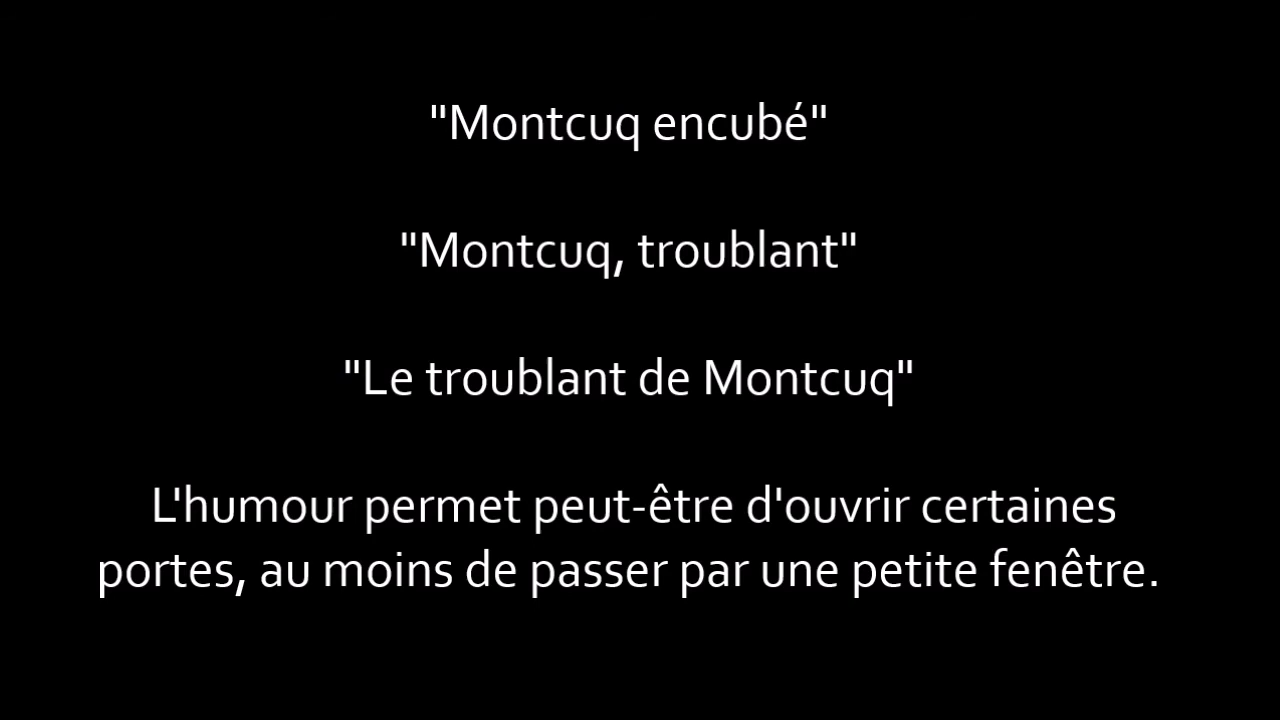 "Montcuq encubé"
"Montcuq, troublant"
"Le troublant de Montcuq"
L'humour permet peut-être d'ouvrir certaines
portes, au moins de passer par une petite fenêtre.